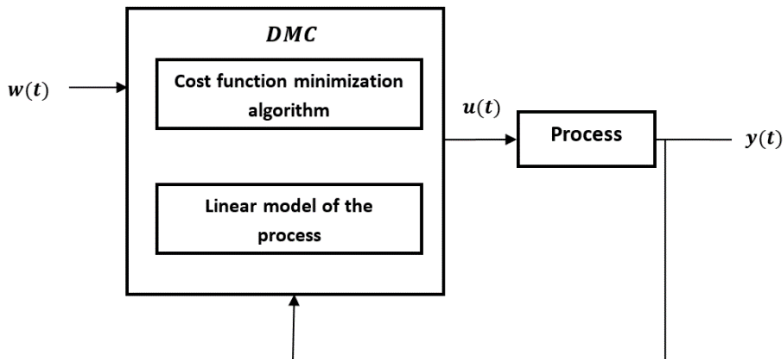 DMC
Cost function minimization
algorithm
w(t)
u(t)
Process
y(t)
Linear model of the
process